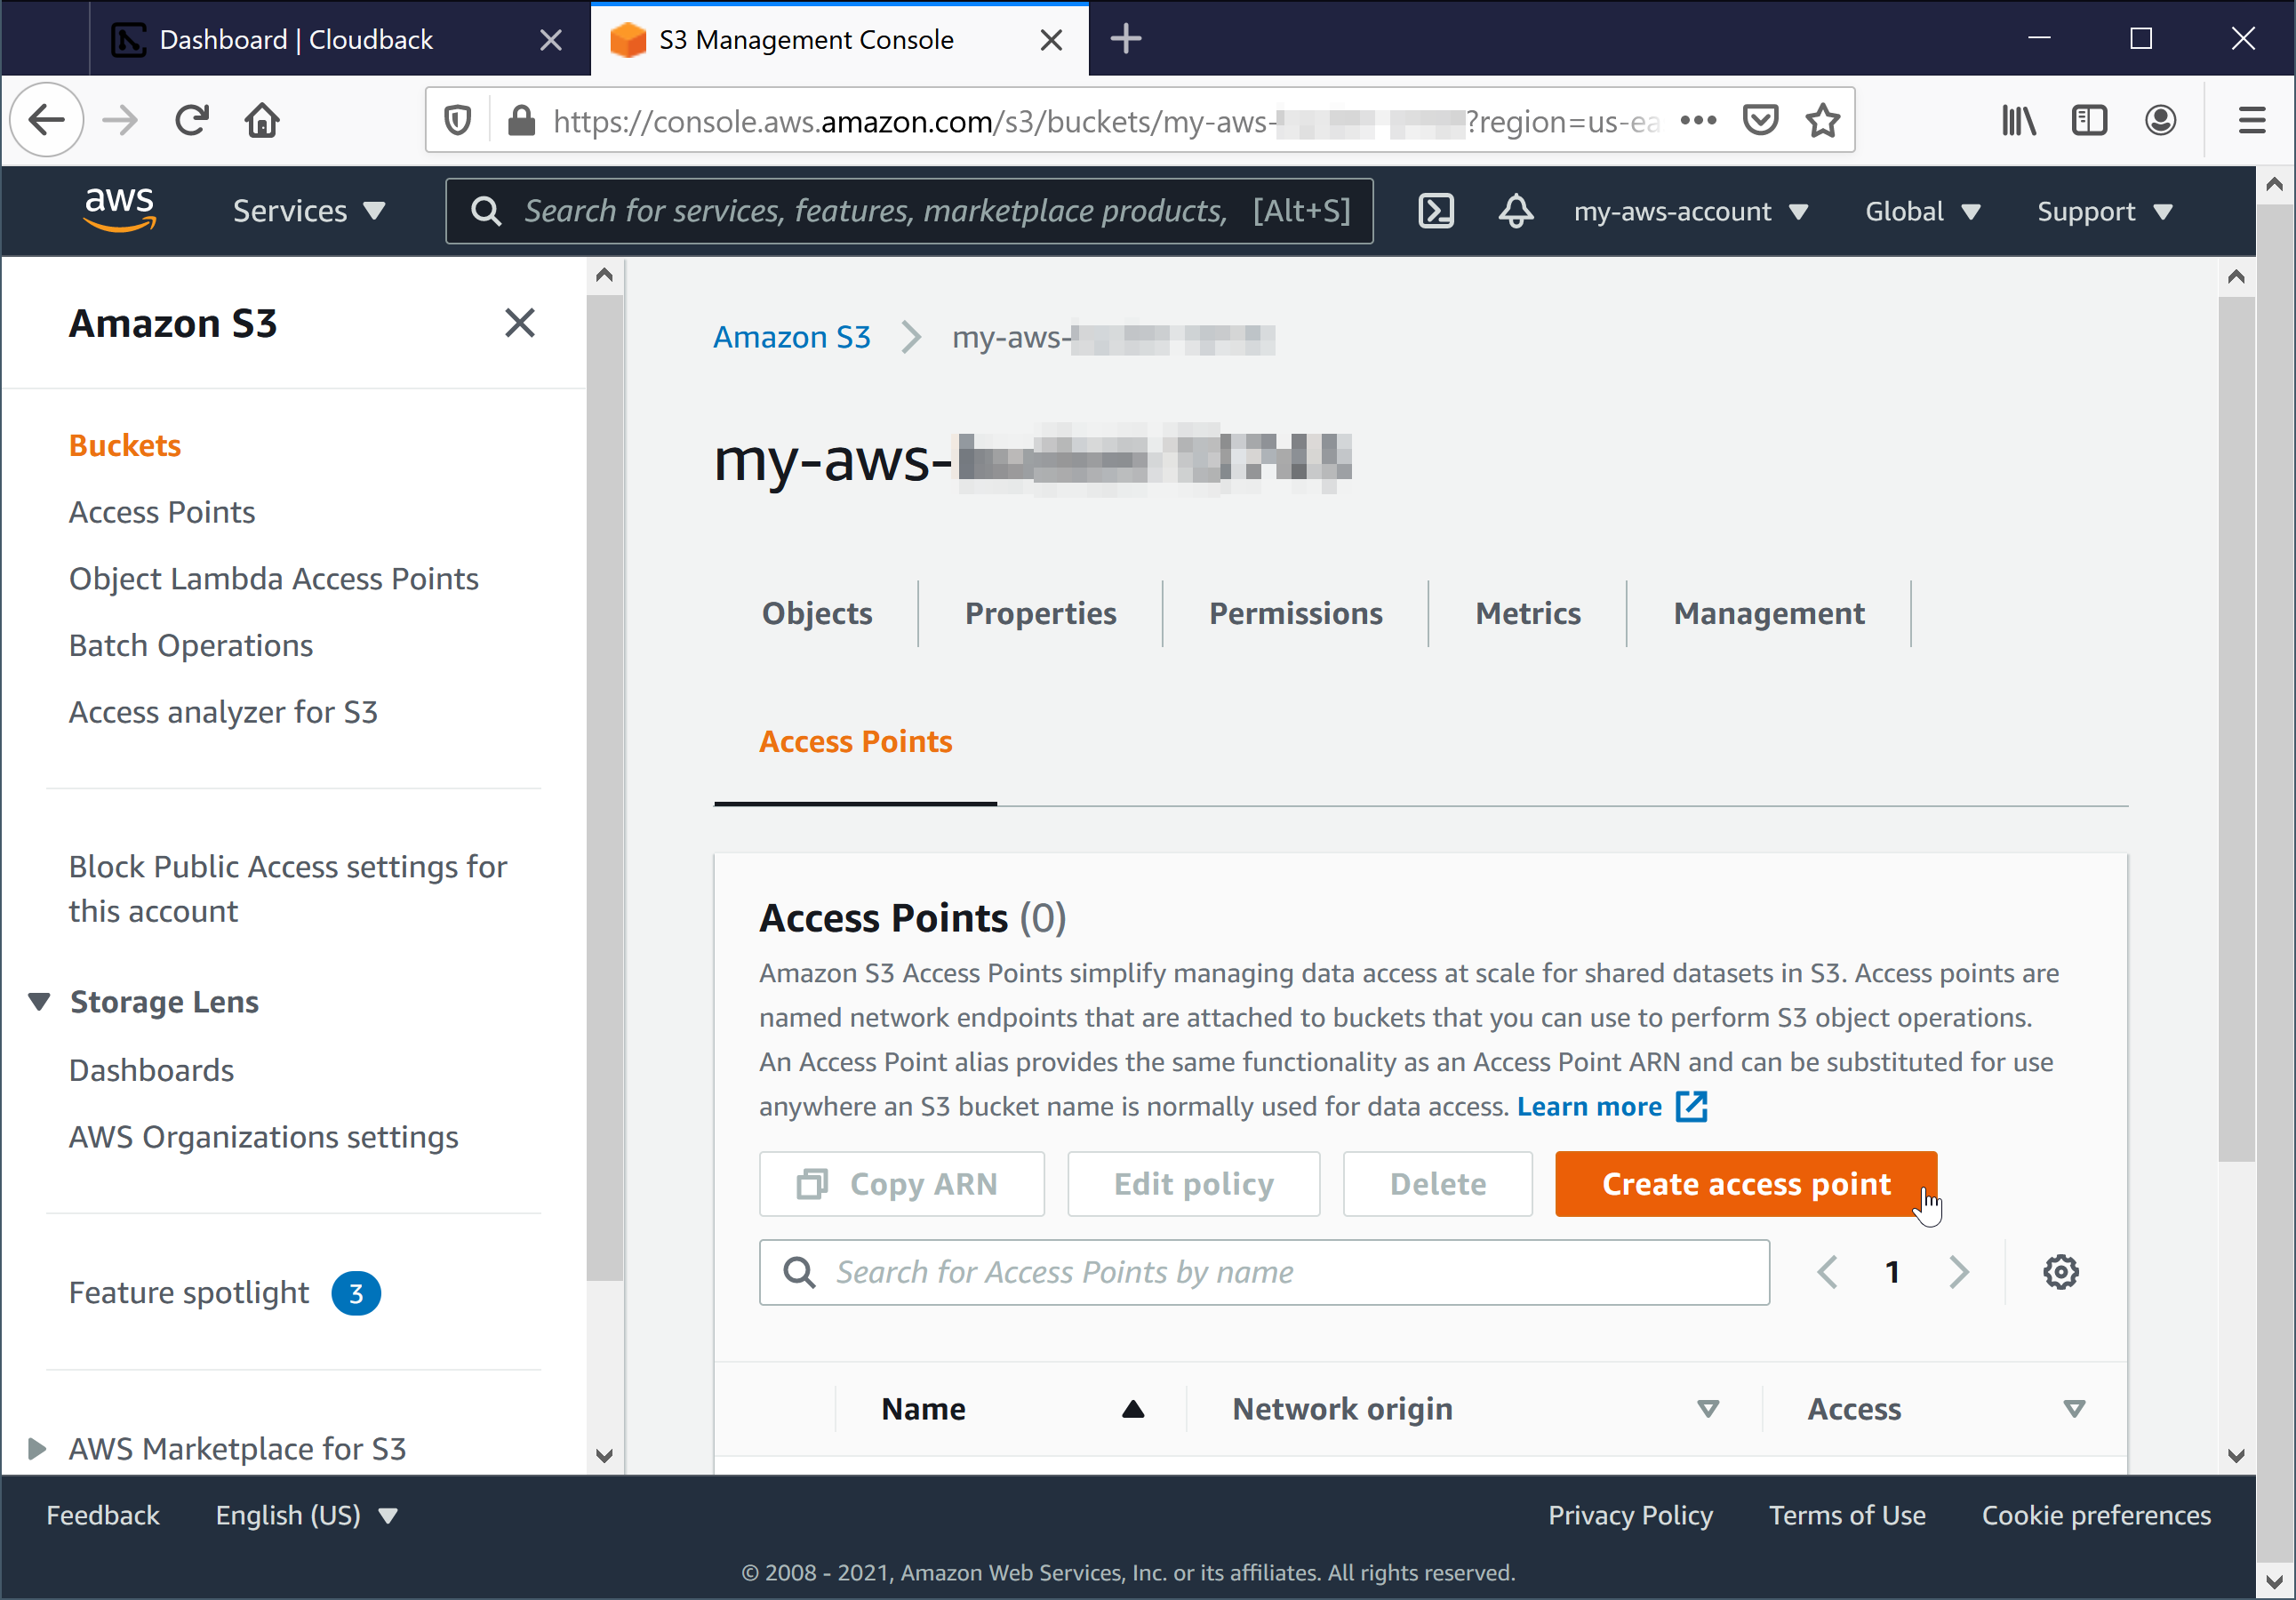 Dashboard | Cloudback
S3 Management Console
https://console.aws.amazon.com/s3/buckets/my-aws- ?region=us-ea
aws
Services
Search for services, features, marketplace products, [Alt+S]
my-aws-account
Global
Support
Amazon S3
Buckets
Access Points
Object Lambda Access Points
Batch Operations
Access analyzer for S3
Block Public Access settings for
this account
Storage Lens
Dashboards
AWS Organizations settings
Feature spotlight 3
AWS Marketplace for S3
Amazon S3 my-aws-
my-aws-
Objects
Properties
Permissions
Metrics
Management
Access Points
Access Points (0)
Amazon S3 Access Points simplify managing data access at scale for shared datasets in S3. Access points are
named network endpoints that are attached to buckets that you can use to perform S3 object operations.
An Access Point alias provides the same functionality as an Access Point ARN and can be substituted for use
anywhere an S3 bucket name is normally used for data access. Learn more
Copy ARN
Edit policy
Delete
Create access point
Search for Access Points by name
1
Name
Network origin
Access
Feedback
English (US)
Privacy Policy
Terms of Use
Cookie preferences
© 2008 - 2021, Amazon Web Services, Inc. or its affiliates. All rights reserved.